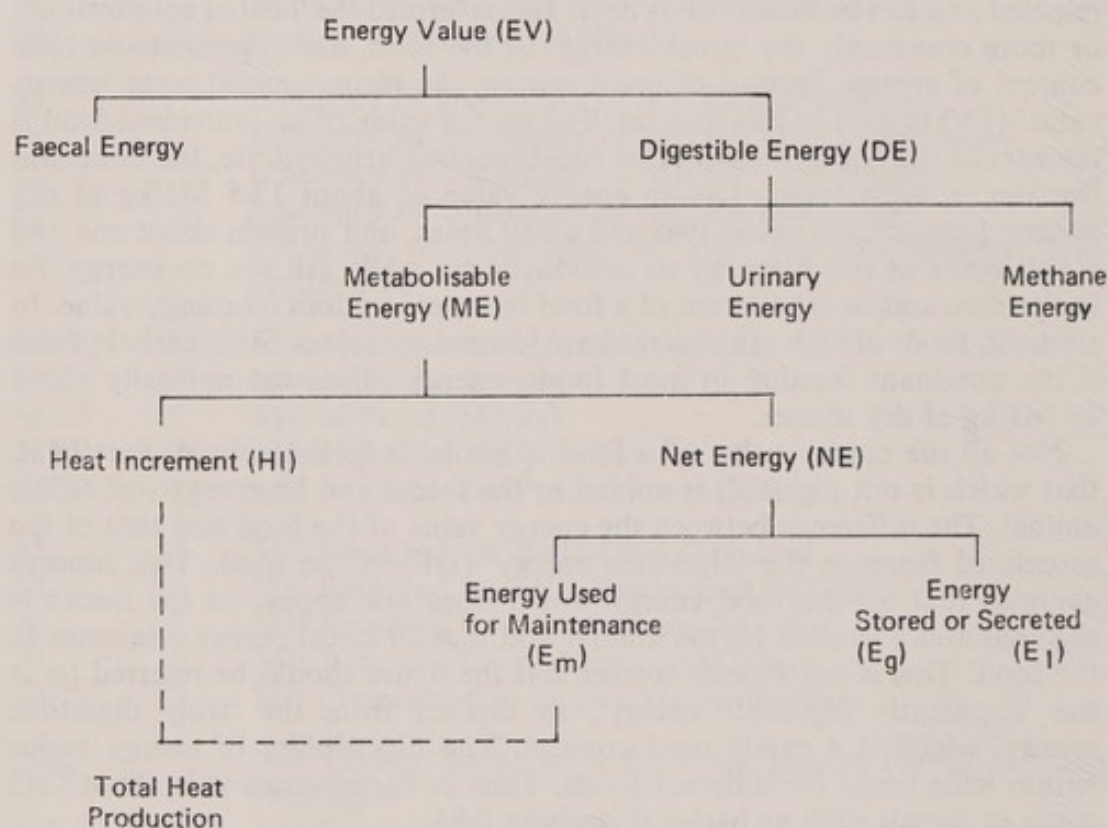 Energy Value (EV)
Faecal Energy
Digestible Energy (DE)
Metabolisable
Energy (ME)
Urinary
Energy
Methane
Energy
Heat Increment (HI)
Net Energy (NE)
Energy Used
for Maintenance
(Em)
Energy
Stored or Secreted
(Eg) (El)
Total Heat
Production